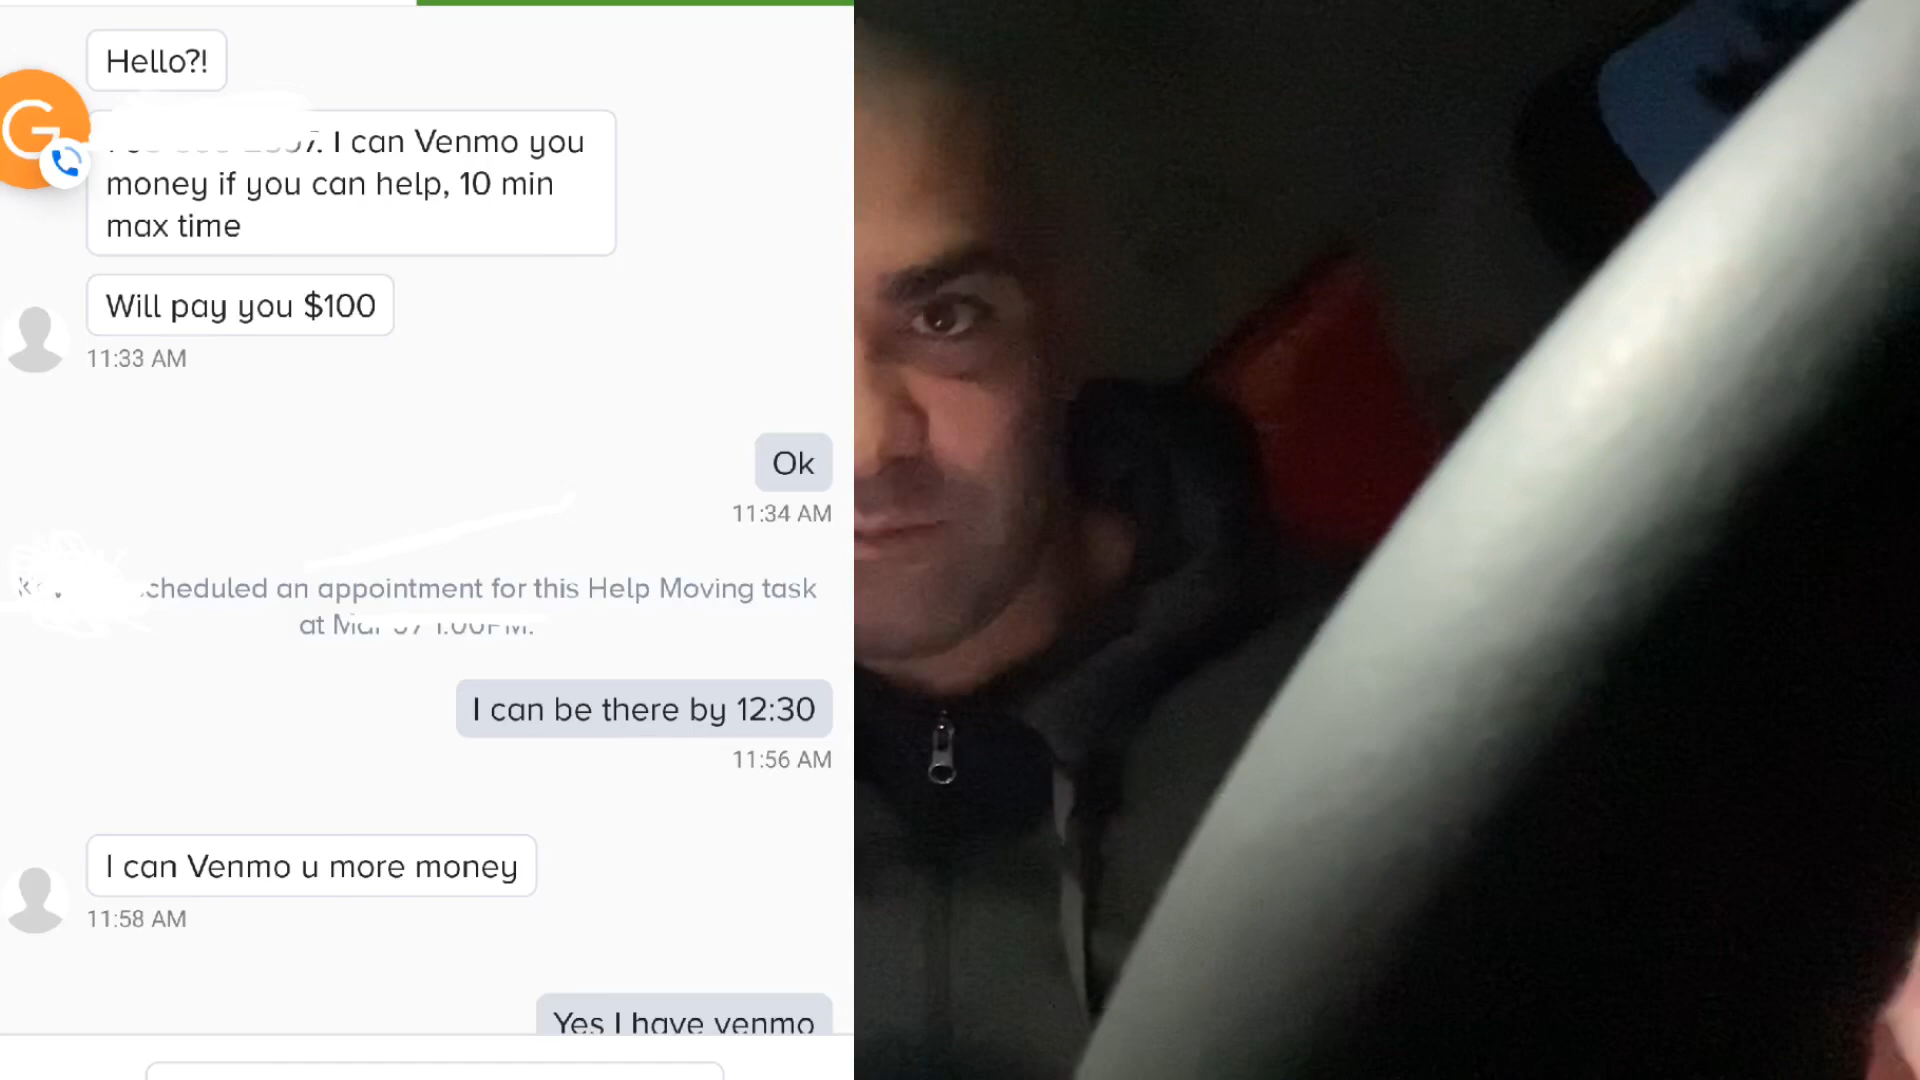 Hello?!
G
I can Venmo you
money if you can help, 10 min
max time
Will pay you $100
11:33 AM
Ok
11:34 AM
cheduled an appointment for this Help Moving task
at
I can be there by 12:30
11:56 AM
I can Venmo u more money
11:58 AM
Yes I have venmo